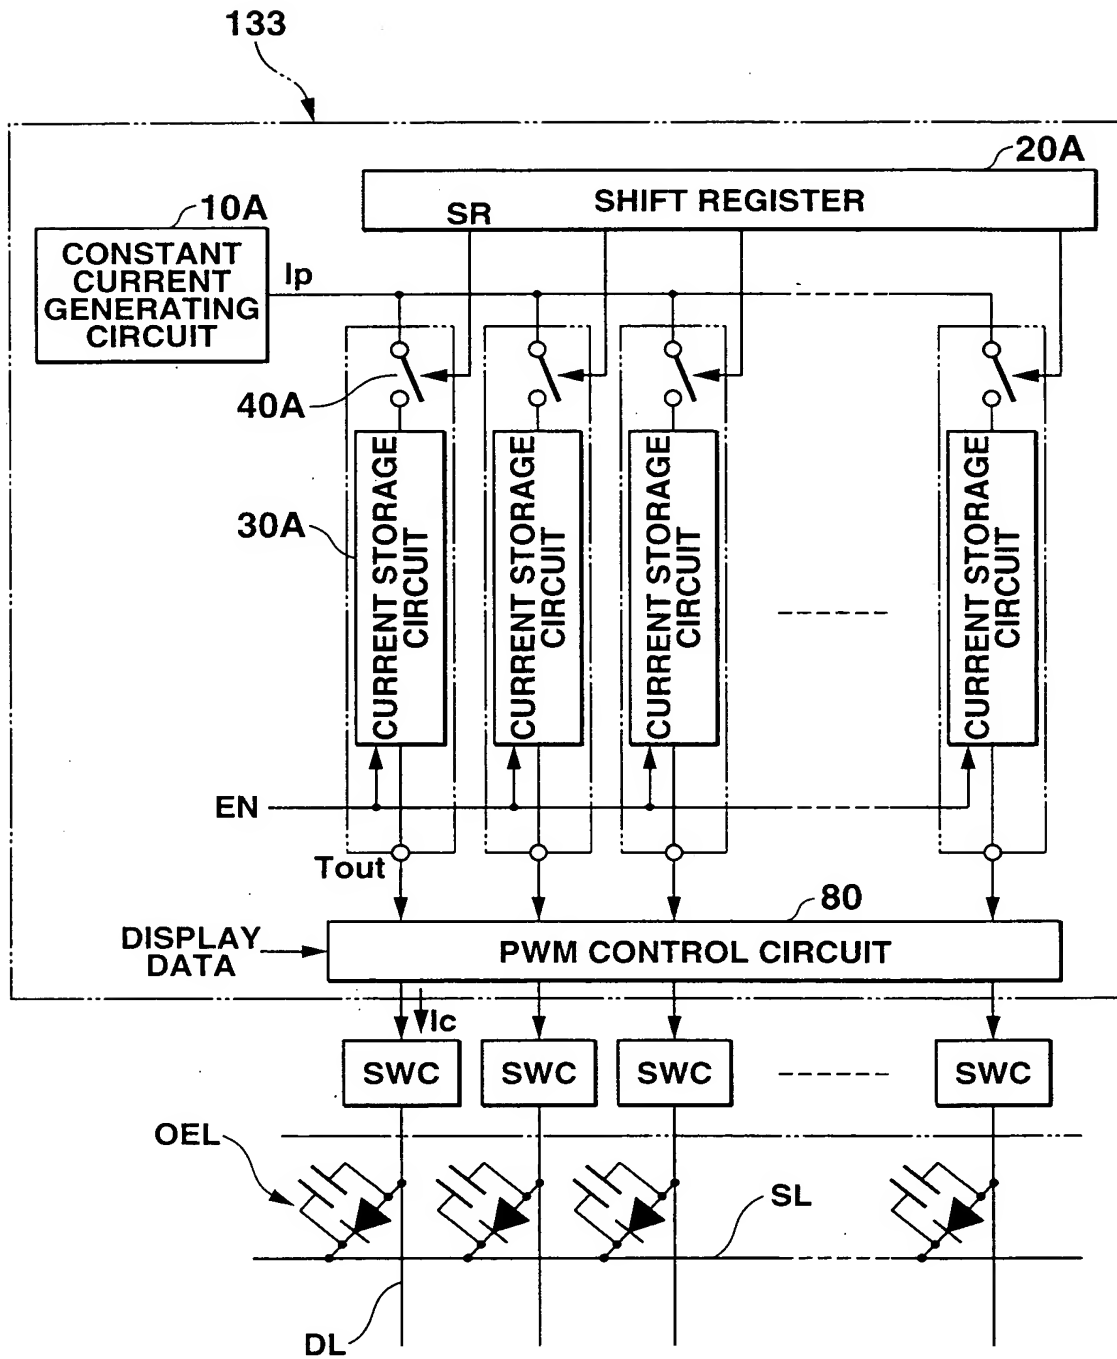 133
20A
SHIFT REGISTER
SR
10A
CONSTANT
CURRENT
GENERATING
CIRCUIT
Ip
40A
30A
CURRENT STORAGE
CIRCUIT
CURRENT STORAGE
CIRCUIT
CURRENT STORAGE
CIRCUIT
CURRENT STORAGE
CIRCUIT
EN
Tout
80
DISPLAY
DATA
PWM CONTROL CIRCUIT
Ic
SWC
SWC
SWC
SWC
OEL
SL
DL